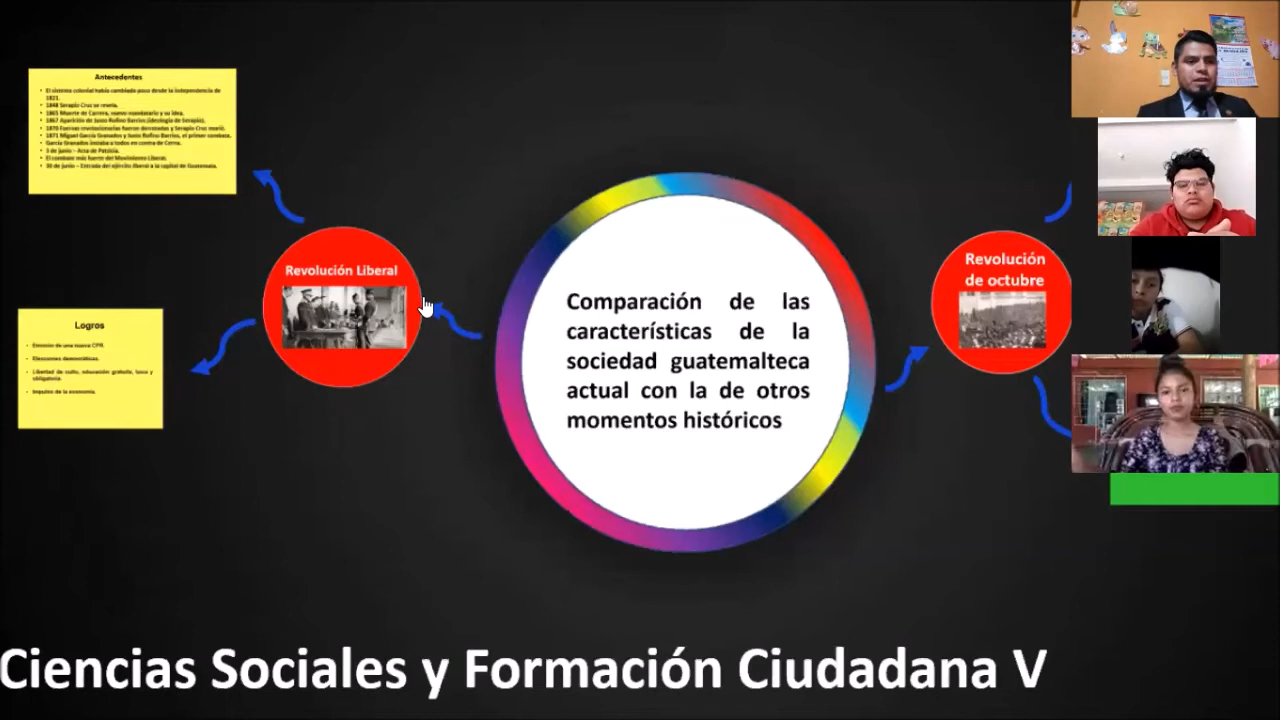 Antecedentes
El sistema colonial había cambiado poco desde la independencia de
1821.
1848 Serapio Cruz se revela.
1865 Muerte de Carrera, nuevo mandatario y su idea.
1867 Aparición de Justo Rufino Barrios (ideología de Serapio).
1870 Fuerzas revolucionarias fueron derrotadas y Serapio Cruz murió.
1871 Miguel García Granados y Justo Rufino Barrios, el primer combate.
García Granados instaba a todos en contra de Cerna.
3 de junio – Acta de Patzicía.
El combate más fuerte del Movimiento Liberal.
30 de junio – Entrada del ejército liberal a la capital de Guatemala.
Logros
Emisión de una nueva CPR.
Elecciones democráticas.
Libertad de culto, educación gratuita, laica y
obligatoria.
Impulso de la economía.
Revolución Liberal
Comparación de las
características de la
sociedad guatemalteca
actual con la de otros
momentos históricos
Revolución
de octubre
Ciencias Sociales y Formación Ciudadana V